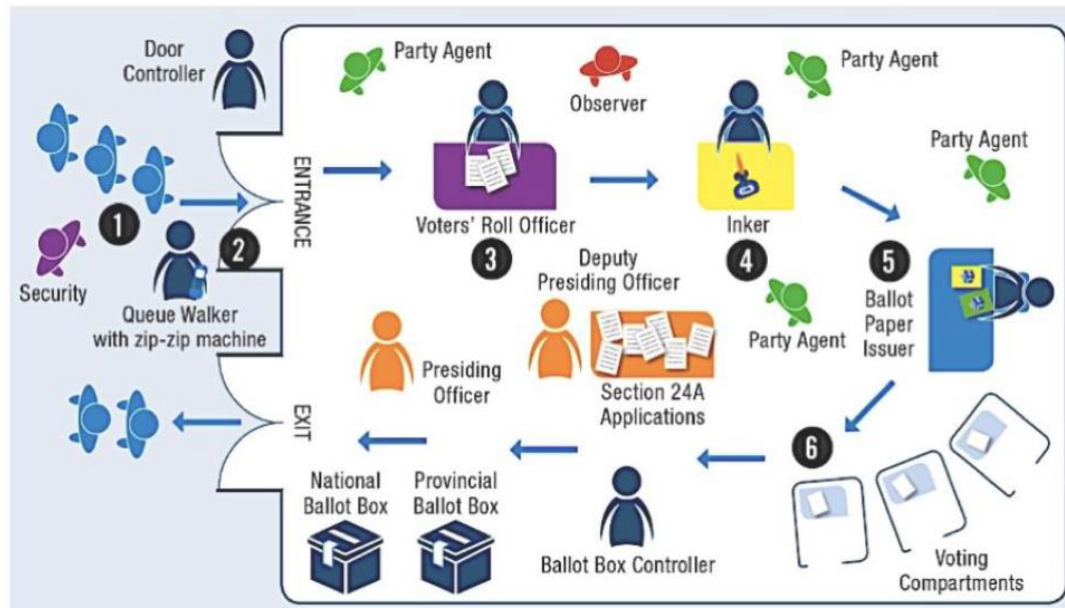 Door
Controller
Party Agent
Observer
Party Agent
Party Agent
ENTRANCE
1
2
Security
Queue Walker
with zip-zip machine
Voters' Roll Officer
3
Inker
4
5
Ballot
Paper
Issuer
Deputy
Presiding Officer
Party Agent
Presiding
Officer
Section 24A
Applications
EXIT
6
National
Ballot Box
Provincial
Ballot Box
Ballot Box Controller
Voting
Compartments